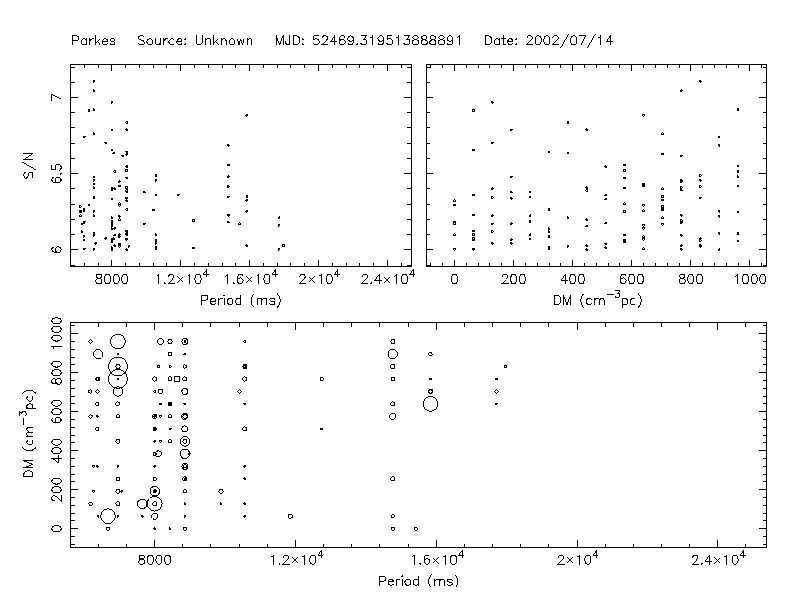 Parkes Source: Unknown MJD: 52469.319513888891 Date: 2002/07/14
S/N
7
6.5
6
8000 1.2×10⁴ 1.6×10⁴ 2×10⁴ 2.4×10⁴
Period (ms)
0 200 400 600 800 1000
DM (cm⁻³pc)
DM (cm⁻³pc)
1000
800
600
400
200
0
8000 1.2×10⁴ 1.6×10⁴ 2×10⁴ 2.4×10⁴
Period (ms)